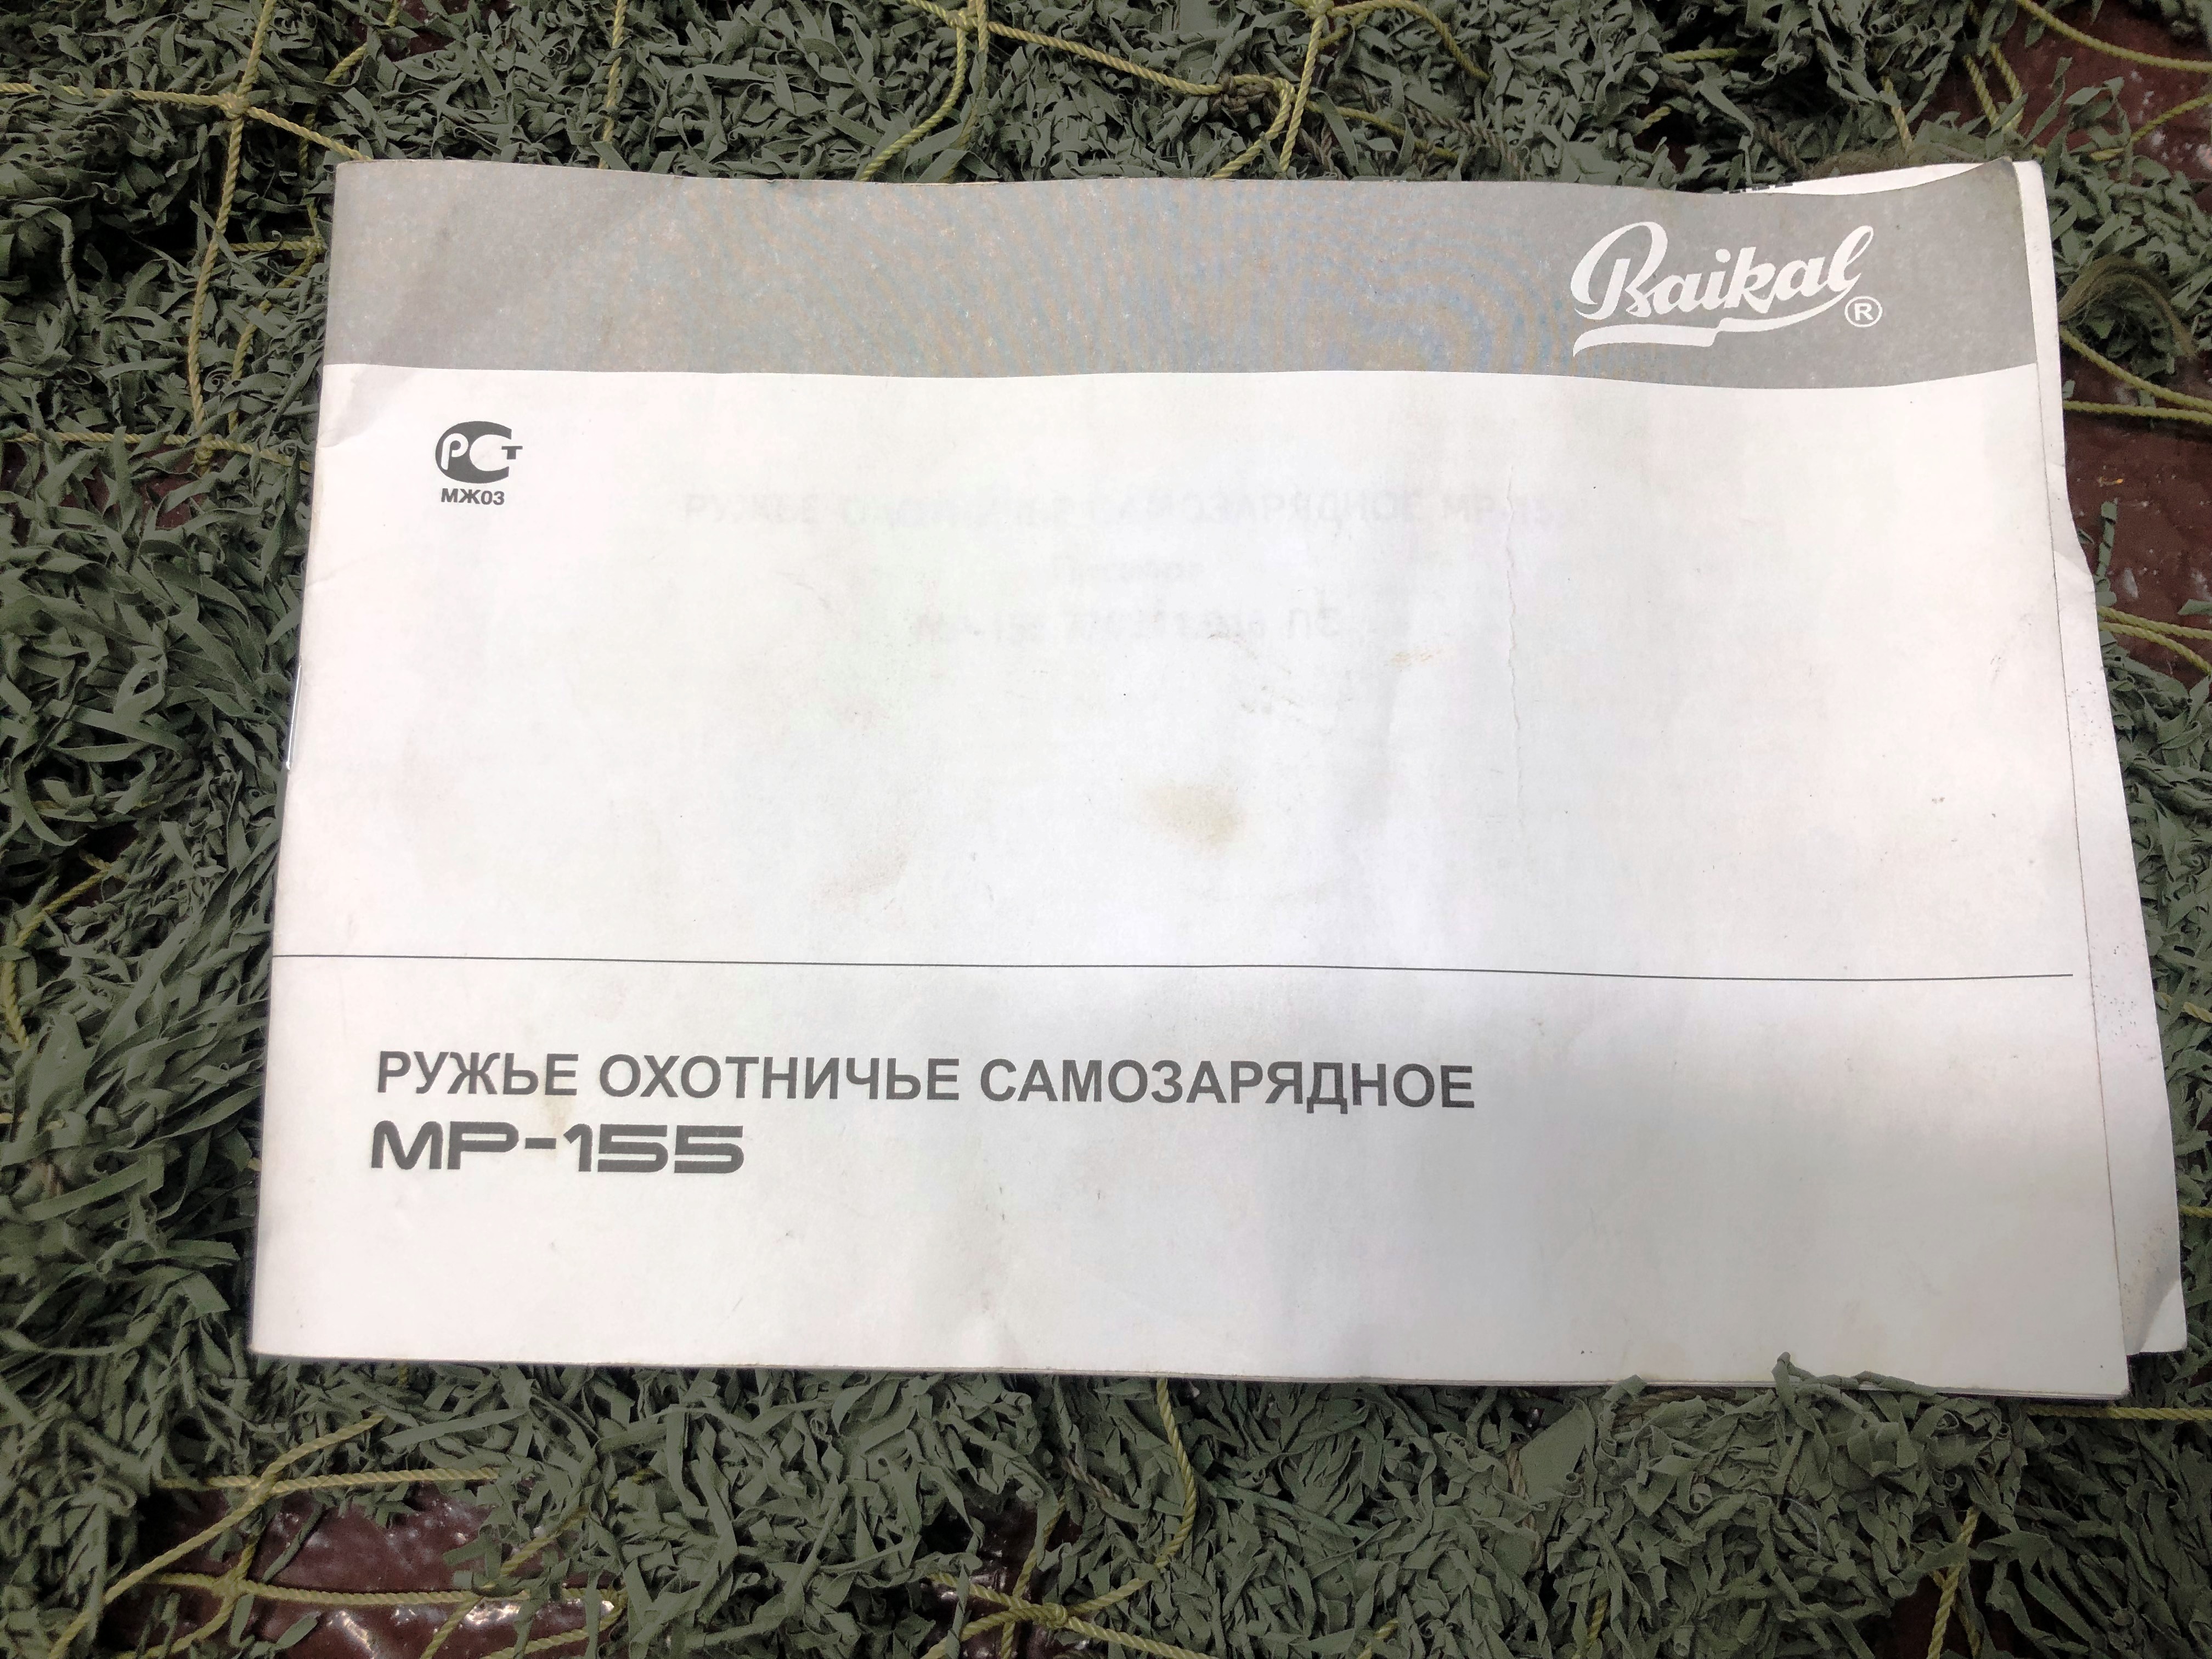 Baikal®
РСТ
МЖ03
РУЖЬЕ ОХОТНИЧЬЕ САМОЗАРЯДНОЕ
МР-155